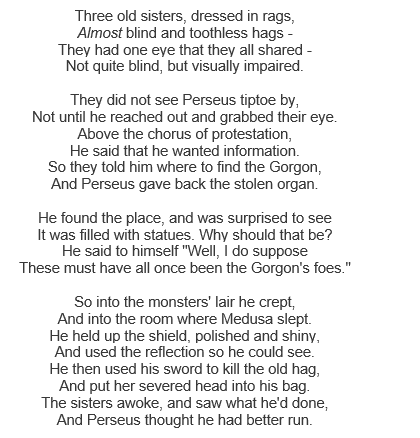 Three old sisters, dressed in rags,
Almost blind and toothless hags -
They had one eye that they all shared -
Not quite blind, but visually impaired.

They did not see Perseus tiptoe by,
Not until he reached out and grabbed their eye.
Above the chorus of protestation,
He said that he wanted information.
So they told him where to find the Gorgon,
And Perseus gave back the stolen organ.

He found the place, and was surprised to see
It was filled with statues. Why should that be?
He said to himself "Well, I do suppose
These must have all once been the Gorgon's foes."

So into the monsters' lair he crept,
And into the room where Medusa slept.
He held up the shield, polished and shiny,
And used the reflection so he could see.
He then used his sword to kill the old hag,
And put her severed head into his bag.
The sisters awoke, and saw what he'd done,
And Perseus thought he had better run.